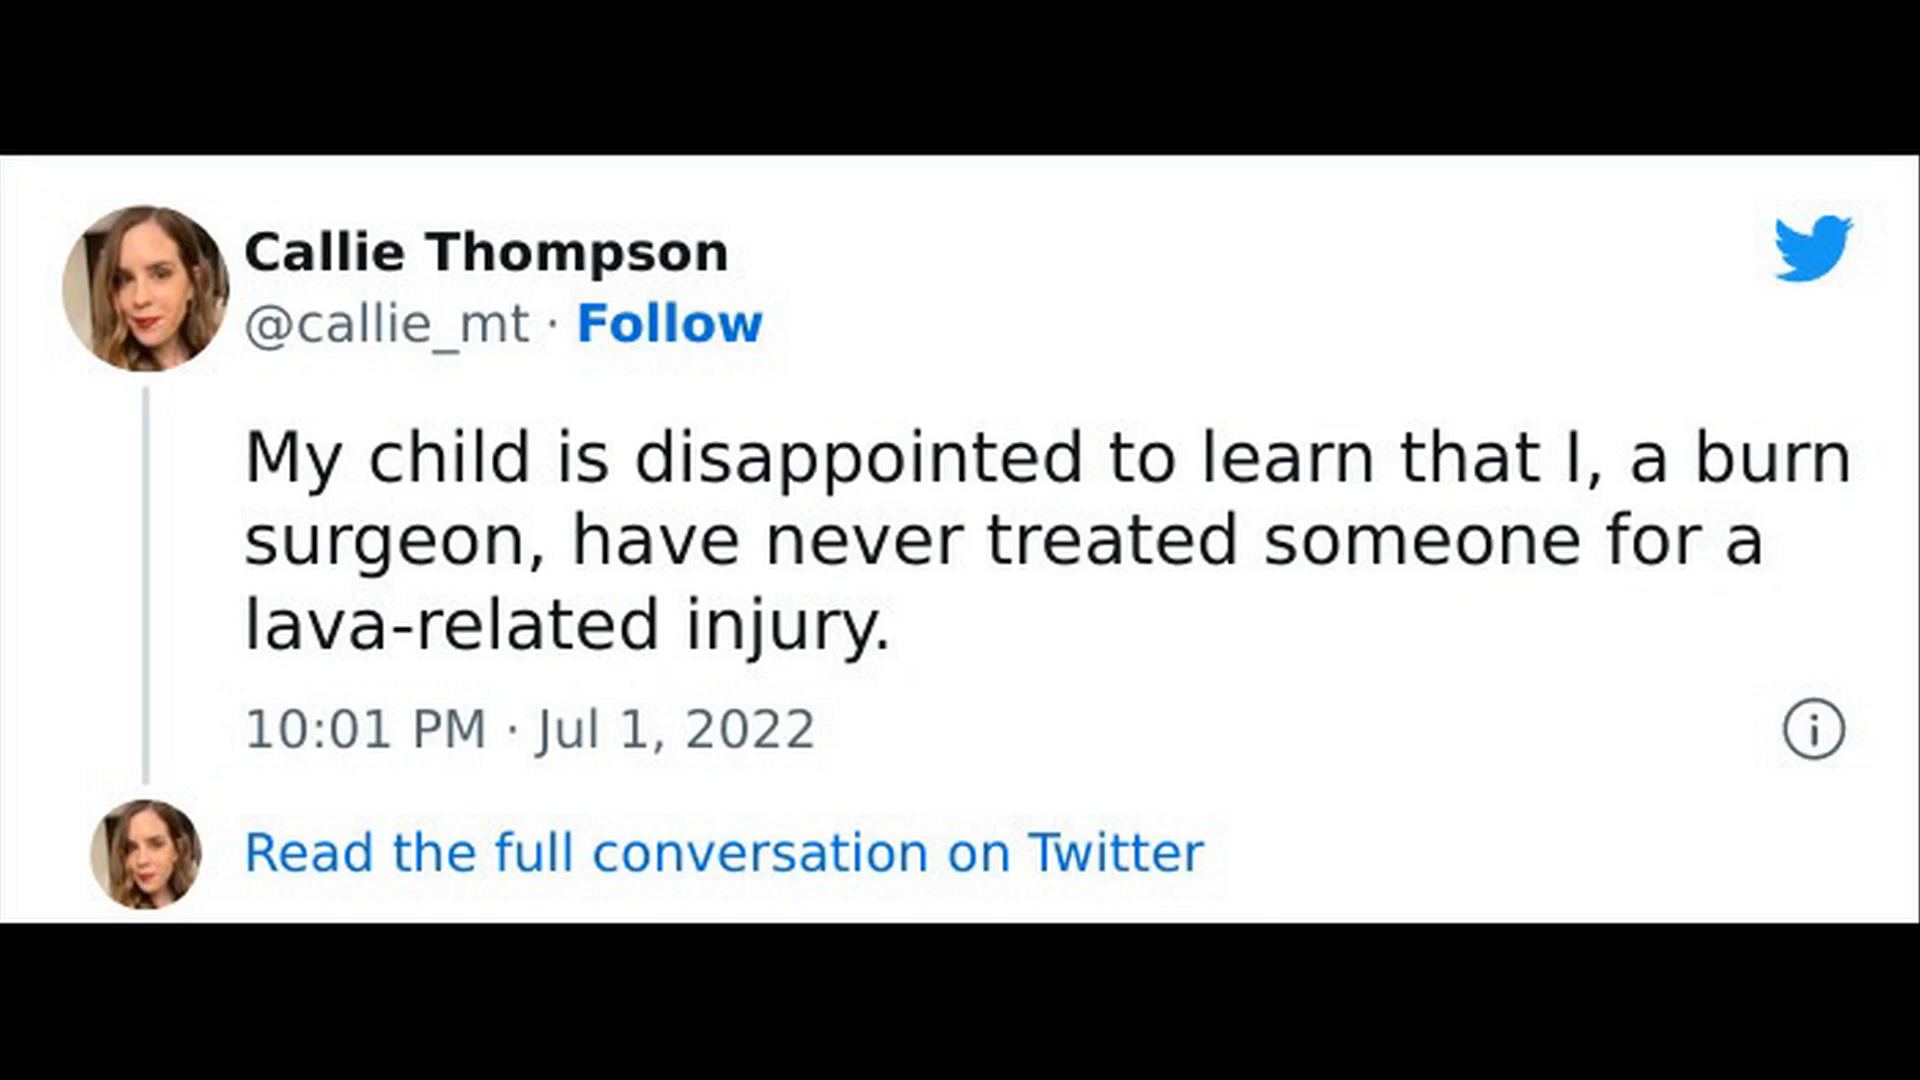 Callie Thompson
@callie_mt · Follow
My child is disappointed to learn that I, a burn
surgeon, have never treated someone for a
lava-related injury.
10:01 PM · Jul 1, 2022
Read the full conversation on Twitter